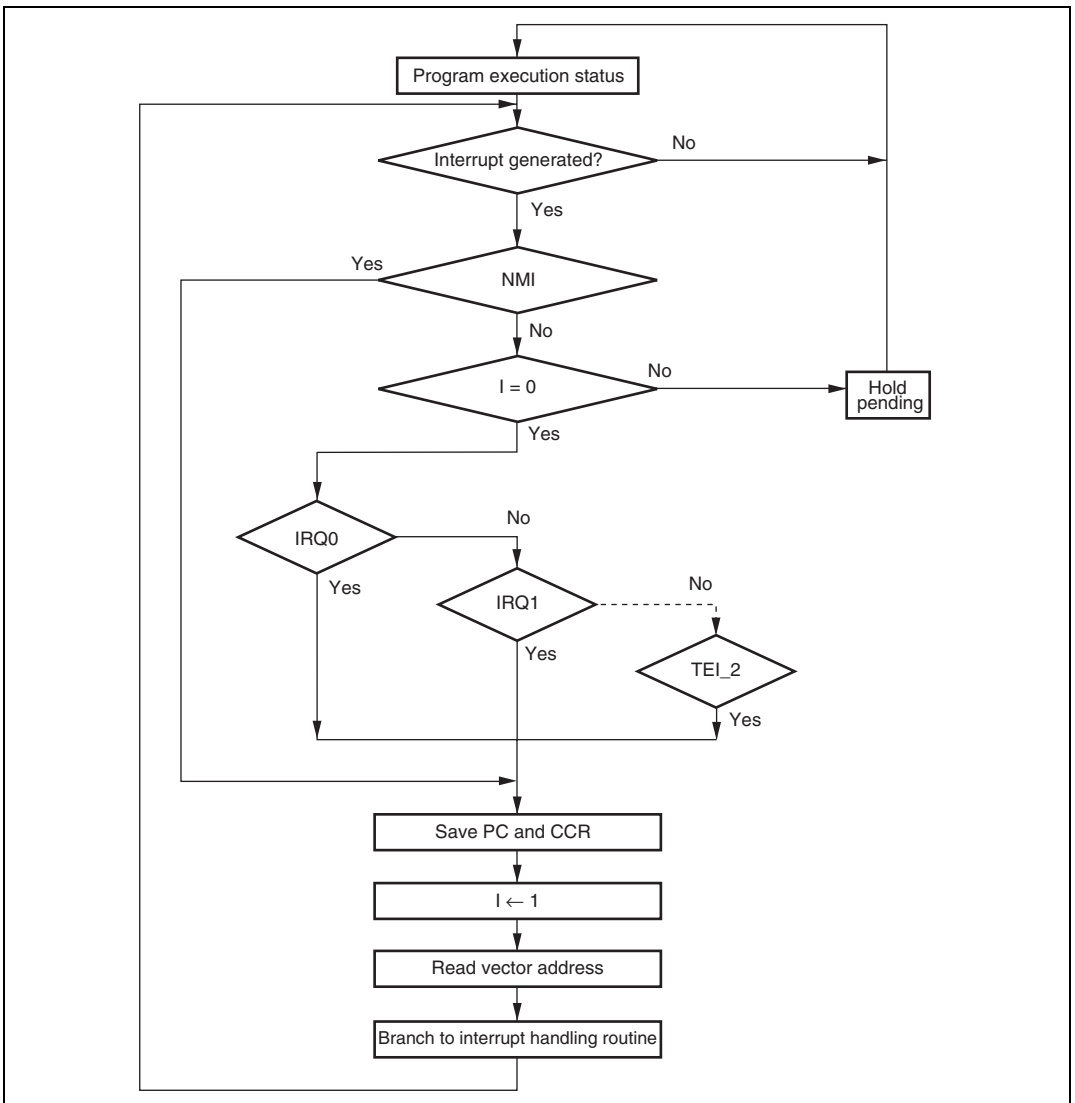 Program execution status
Interrupt generated?
No
Yes
Yes
NMI
No
I = 0
No
Hold
pending
Yes
IRQ0
No
Yes
IRQ1
No
Yes
TEI_2
Yes
Save PC and CCR
I ← 1
Read vector address
Branch to interrupt handling routine